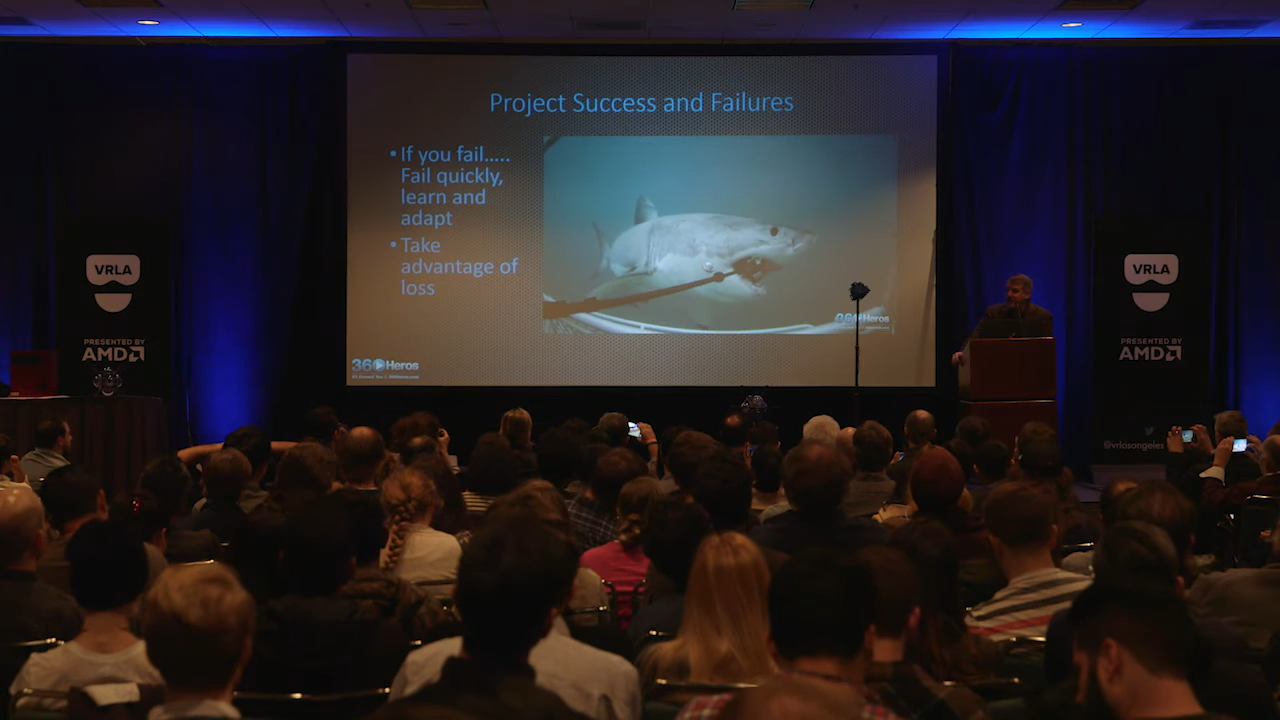 Project Success and Failures
• If you fail.....
Fail quickly,
learn and
adapt
• Take
advantage of
loss
360Heros
360Heros
VRLA
PRESENTED BY
AMD
VRLA
PRESENTED BY
AMD
@vrlosangeles